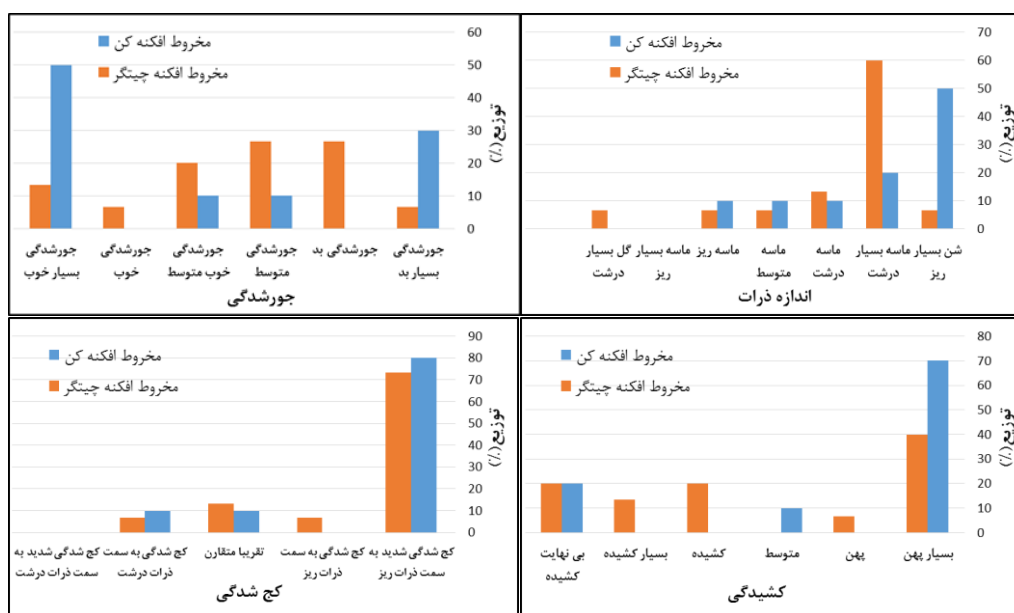 مخروط افکنه کن
مخروط افکنه چیتگر
توزیع(٪)
70
60
50
40
30
20
10
0
شن بسیار ریز
ماسه بسیار درشت
ماسه درشت
ماسه متوسط
ماسه ریز
ماسه بسیار ریز
گل بسیار درشت
اندازه ذرات
مخروط افکنه کن
مخروط افکنه چیتگر
توزیع(٪)
60
50
40
30
20
10
0
جورشدگی بسیار بد
جورشدگی بد
جورشدگی متوسط
جورشدگی خوب متوسط
جورشدگی خوب
جورشدگی بسیار خوب
جورشدگی
مخروط افکنه کن
مخروط افکنه چیتگر
توزیع(٪)
80
70
60
50
40
30
20
10
0
بسیار پهن
پهن
متوسط
کشیده
بسیار کشیده
بی نهایت کشیده
کشیدگی
مخروط افکنه کن
مخروط افکنه چیتگر
توزیع(٪)
90
80
70
60
50
40
30
20
10
0
کج شدگی شدید به سمت ذرات ریز
کج شدگی به سمت ذرات ریز
تقریبا متقارن
کج شدگی به سمت ذرات درشت
کج شدگی شدید به سمت ذرات درشت
کج شدگی